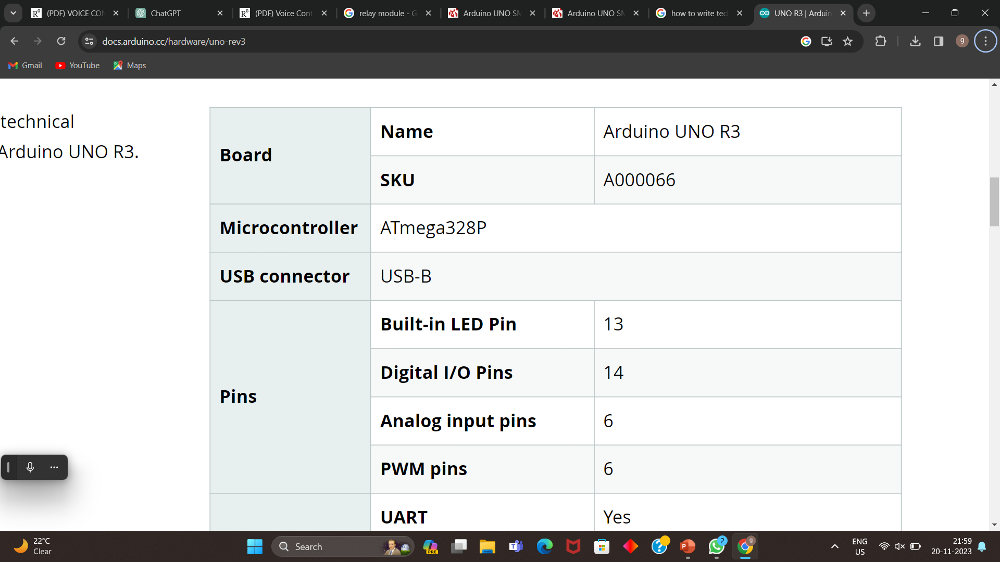 (PDF) VOICE CON
ChatGPT
(PDF) Voice Cont
relay module - G
Arduino UNO SM
Arduino UNO SM
how to write tec
UNO R3 | Arduin
docs.arduino.cc/hardware/uno-rev3
g
Gmail
YouTube
Maps
technical
Arduino UNO R3.
Board
Name
Arduino UNO R3
SKU
A000066
Microcontroller
ATmega328P
USB connector
USB-B
Pins
Built-in LED Pin
13
Digital I/O Pins
14
Analog input pins
6
PWM pins
6
UART
Yes
22°C
Clear
Search
PRE
2
g
ENG
US
21:59
20-11-2023